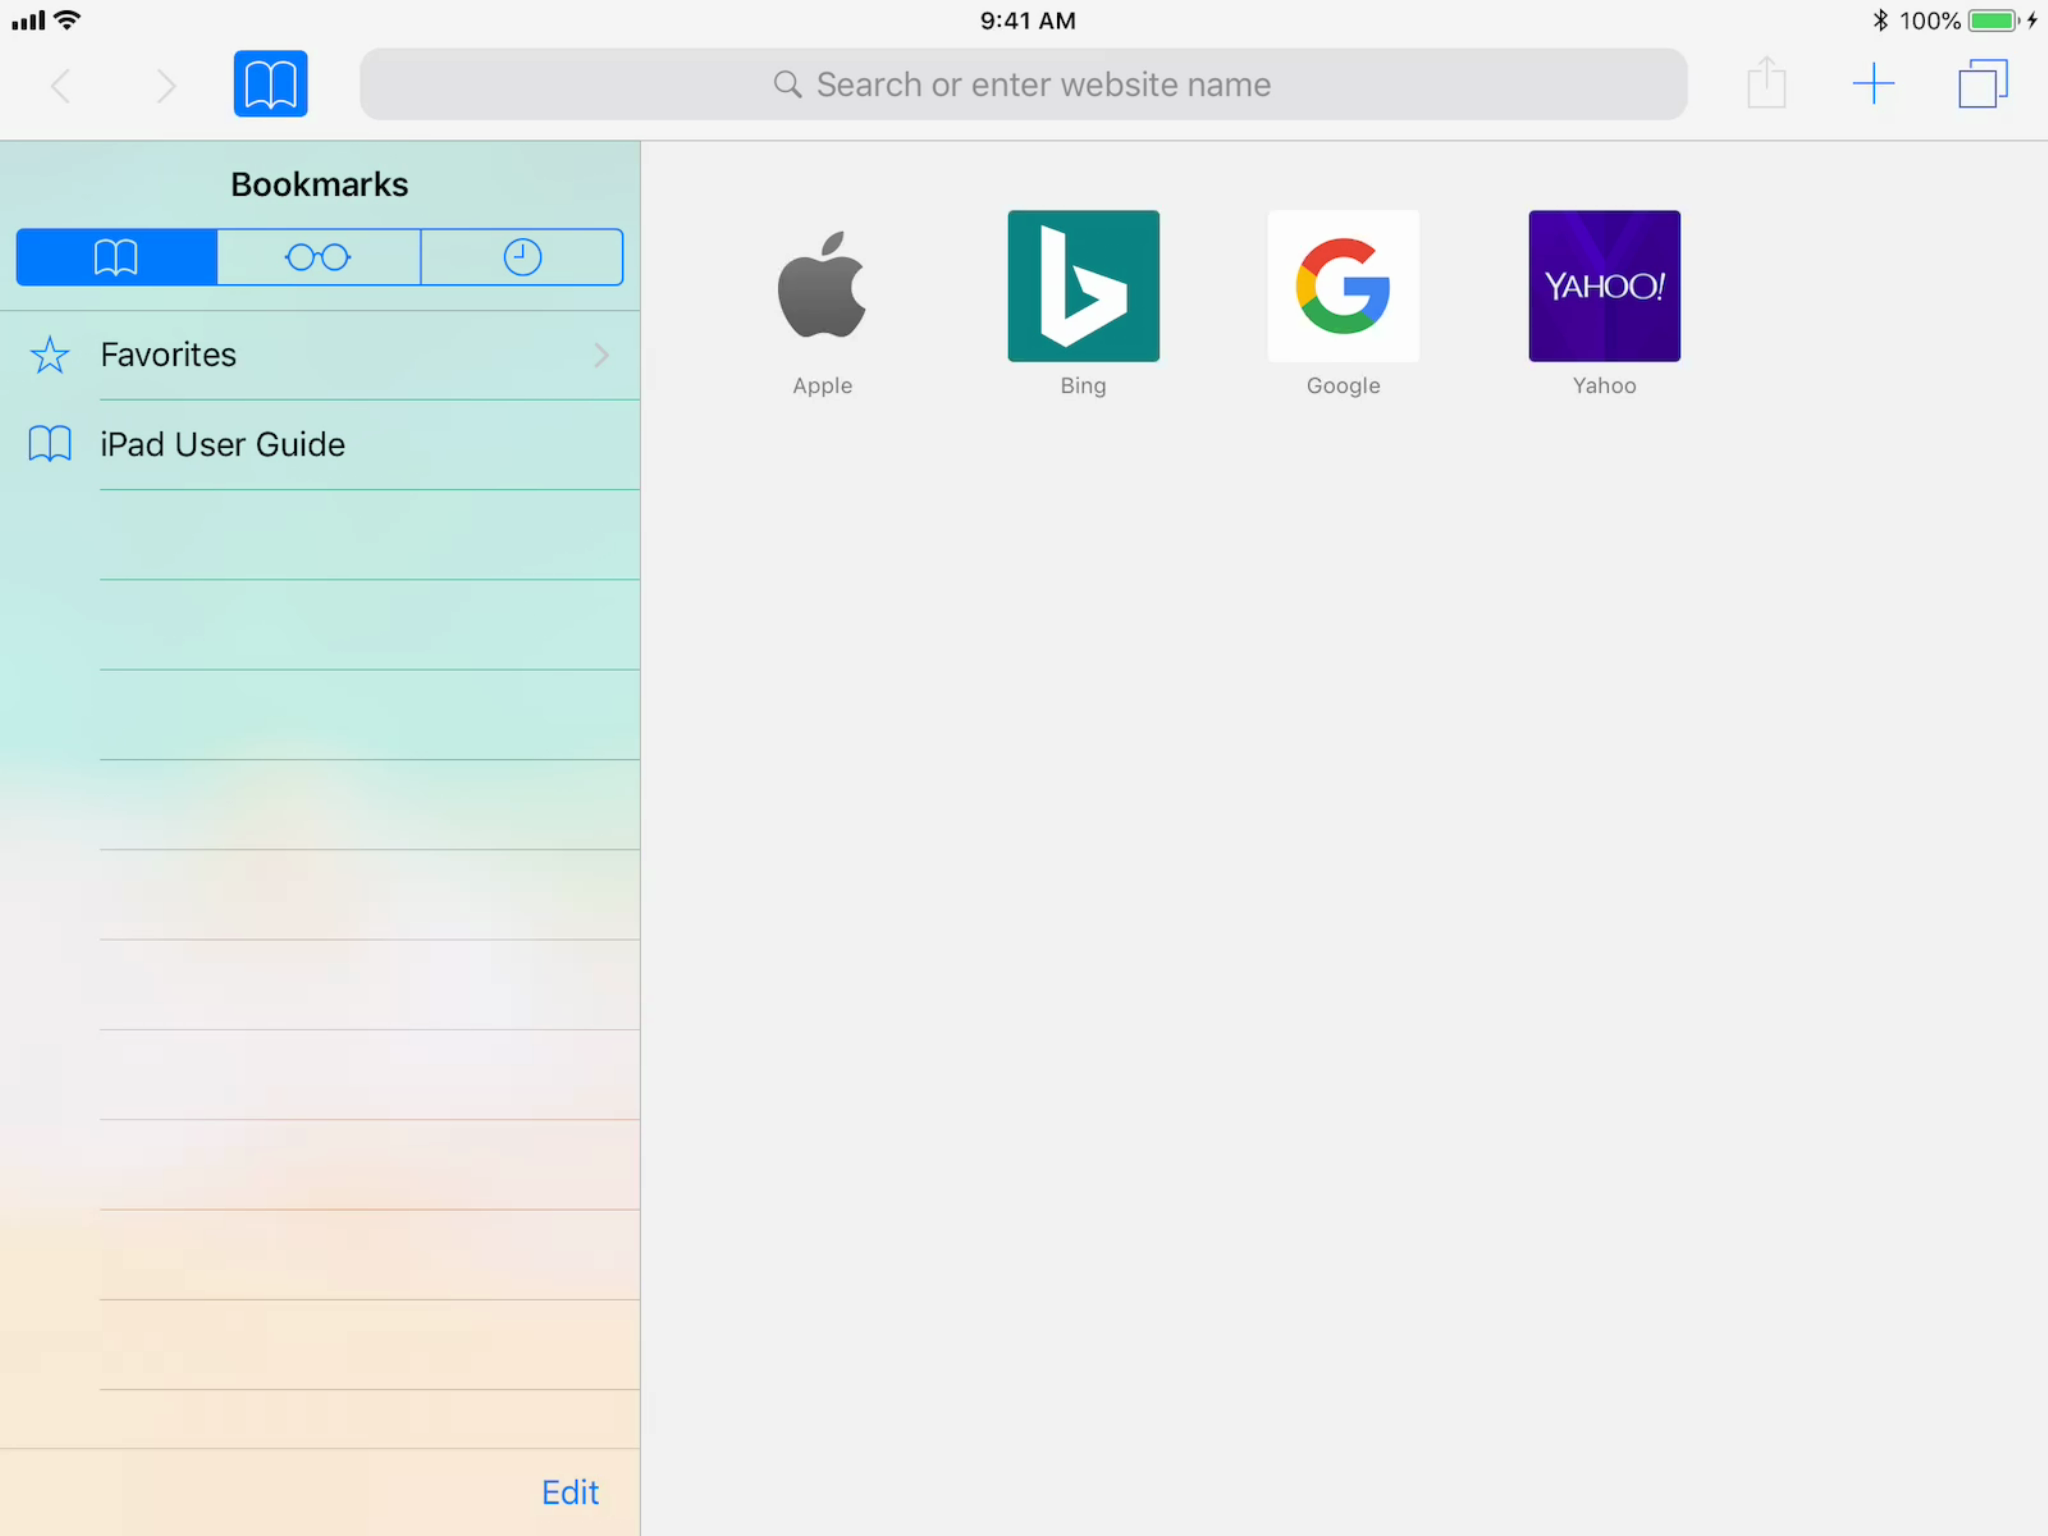 9:41 AM
100%
Search or enter website name
Bookmarks
Favorites
iPad User Guide
YAHOO!
Apple
Bing
Google
Yahoo
Edit